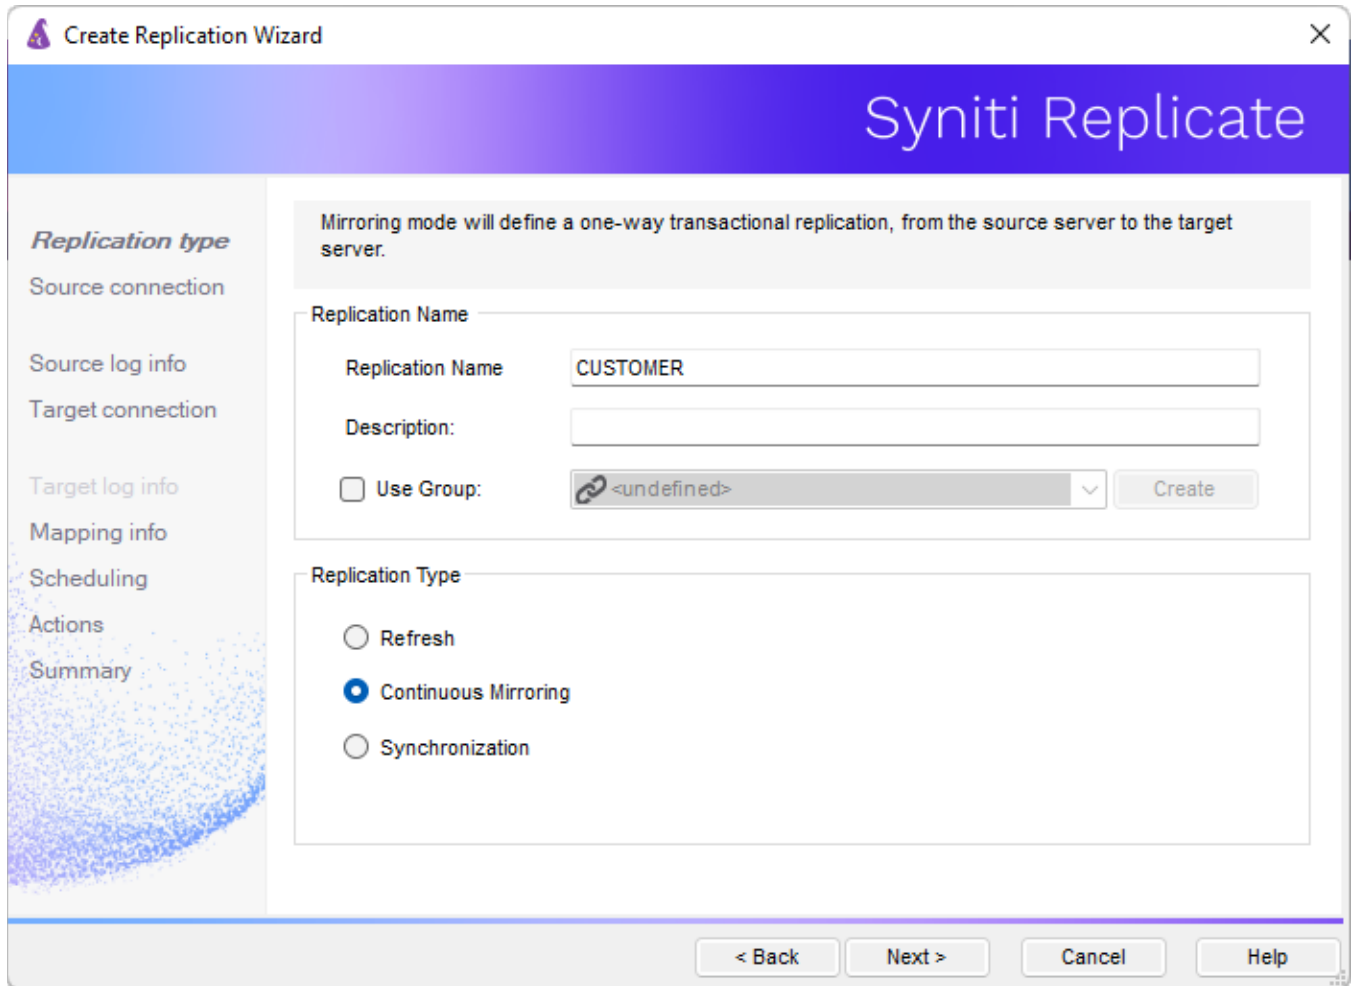 Create Replication Wizard
Syniti Replicate
Replication type
Source connection
Source log info
Target connection
Target log info
Mapping info
Scheduling
Actions
Summary
Mirroring mode will define a one-way transactional replication, from the source server to the target
server.
Replication Name
Replication Name CUSTOMER
Description:
Use Group: <undefined> Create
Replication Type
Refresh
Continuous Mirroring
Synchronization
< Back Next > Cancel Help